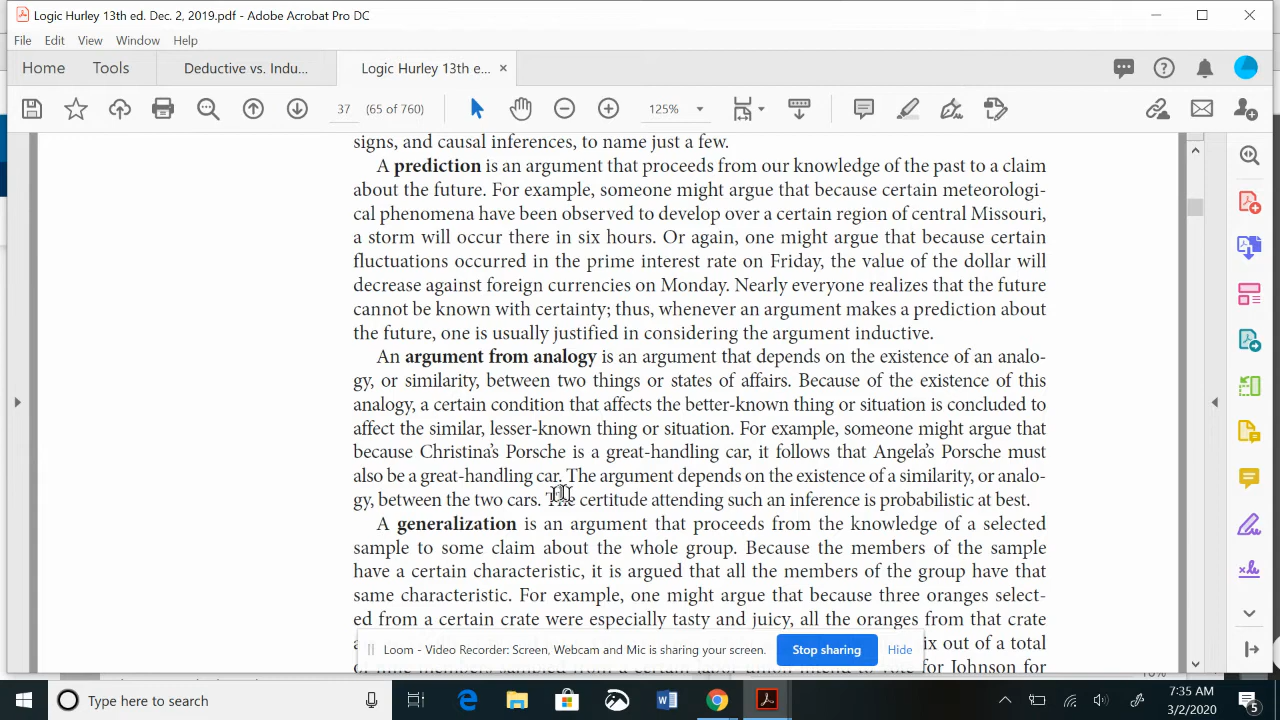 Logic Hurley 13th ed. Dec. 2, 2019.pdf - Adobe Acrobat Pro DC
File Edit View Window Help
Home Tools Deductive vs. Indu... Logic Hurley 13th e... ×
37 (65 of 760) 125%
signs, and causal inferences, to name just a few.
A prediction is an argument that proceeds from our knowledge of the past to a claim
about the future. For example, someone might argue that because certain meteorologi-
cal phenomena have been observed to develop over a certain region of central Missouri,
a storm will occur there in six hours. Or again, one might argue that because certain
fluctuations occurred in the prime interest rate on Friday, the value of the dollar will
decrease against foreign currencies on Monday. Nearly everyone realizes that the future
cannot be known with certainty; thus, whenever an argument makes a prediction about
the future, one is usually justified in considering the argument inductive.
An argument from analogy is an argument that depends on the existence of an analo-
gy, or similarity, between two things or states of affairs. Because of the existence of this
analogy, a certain condition that affects the better-known thing or situation is concluded to
affect the similar, lesser-known thing or situation. For example, someone might argue that
because Christina's Porsche is a great-handling car, it follows that Angela's Porsche must
also be a great-handling car. The argument depends on the existence of a similarity, or analo-
gy, between the two cars. The certitude attending such an inference is probabilistic at best.
A generalization is an argument that proceeds from the knowledge of a selected
sample to some claim about the whole group. Because the members of the sample
have a certain characteristic, it is argued that all the members of the group have that
same characteristic. For example, one might argue that because three oranges select-
ed from a certain crate were especially tasty and juicy, all the oranges from that crate
six out of a total
for Johnson for
Loom - Video Recorder: Screen, Webcam and Mic is sharing your screen. Stop sharing Hide
Type here to search
7:35 AM
3/2/2020
5